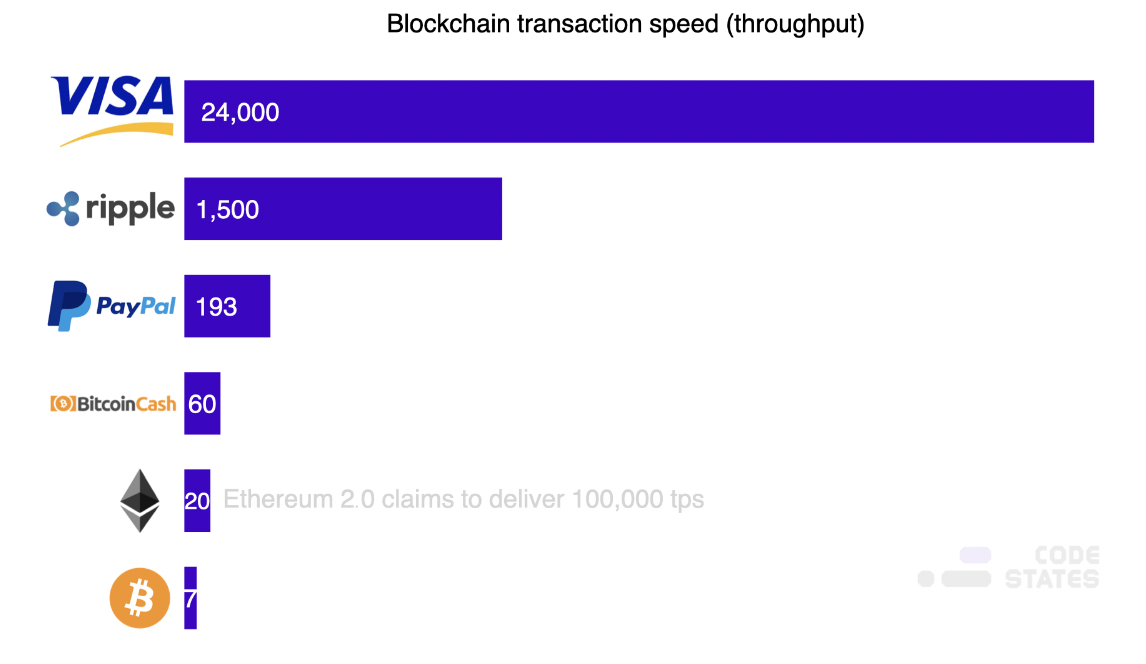 Blockchain transaction speed (throughput)
VISA
24,000
ripple
1,500
PayPal
193
BitcoinCash
60
20
Ethereum 2.0 claims to deliver 100,000 tps
7
CODE
STATES